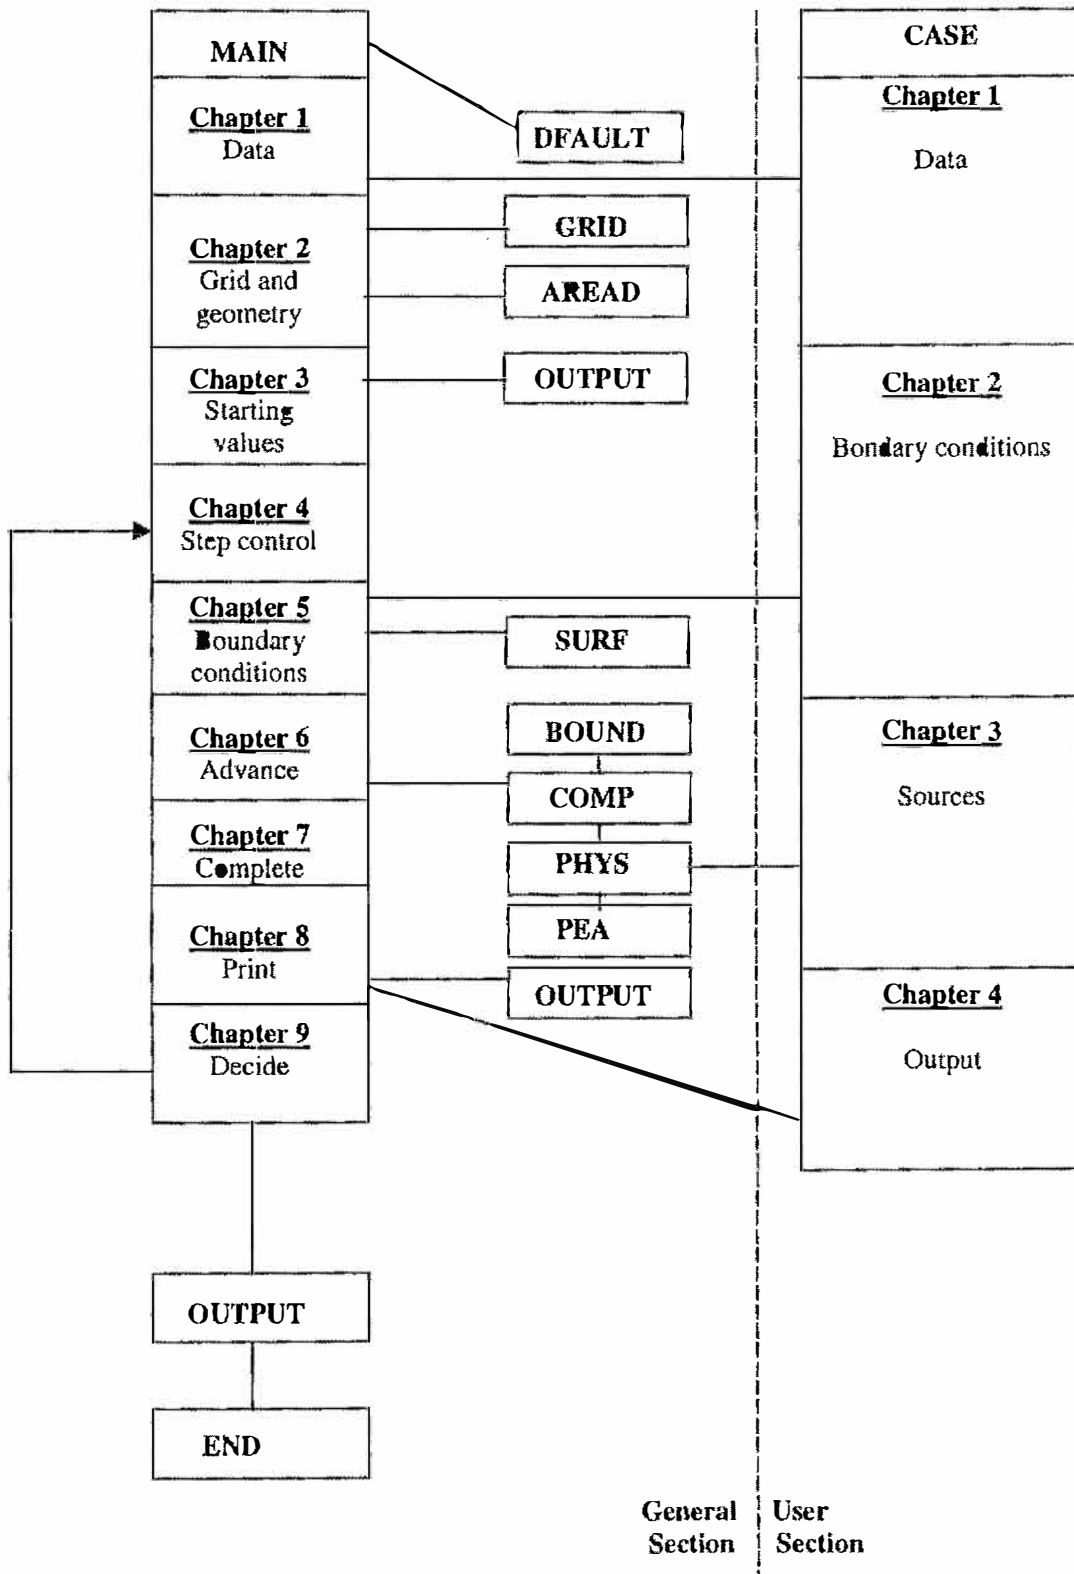 MAIN
Chapter 1
Data
Chapter 2
Grid and
geometry
Chapter 3
Starting
values
Chapter 4
Step control
Chapter 5
Boundary
conditions
Chapter 6
Advance
Chapter 7
Complete
Chapter 8
Print
Chapter 9
Decide
OUTPUT
END
DFAULT
GRID
AREAD
OUTPUT
SURF
BOUND
COMP
PHYS
PEA
OUTPUT
CASE
Chapter 1
Data
Chapter 2
Bondary conditions
Chapter 3
Sources
Chapter 4
Output
General
Section
User
Section